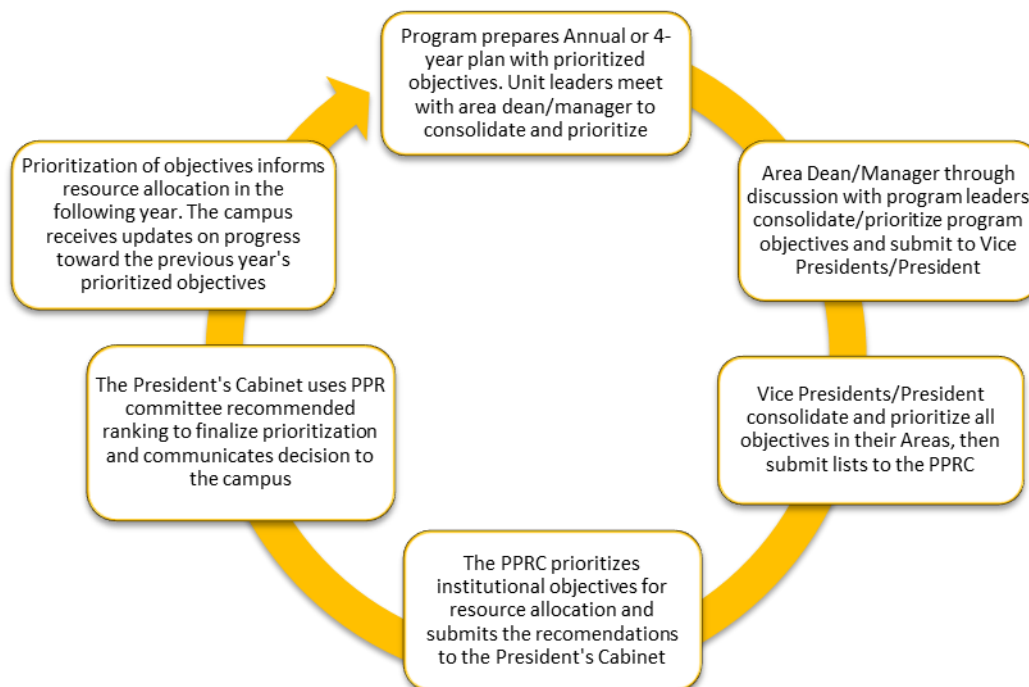 Program prepares Annual or 4-
year plan with prioritized
objectives. Unit leaders meet
with area dean/manager to
consolidate and prioritize
Area Dean/Manager through
discussion with program leaders
consolidate/prioritize program
objectives and submit to Vice
Presidents/President
Vice Presidents/President
consolidate and prioritize all
objectives in their Areas, then
submit lists to the PPRC
The PPRC prioritizes
institutional objectives for
resource allocation and
submits the recomendations
to the President's Cabinet
The President's Cabinet uses PPR
committee recommended
ranking to finalize prioritization
and communicates decision to
the campus
Prioritization of objectives informs
resource allocation in the
following year. The campus
receives updates on progress
toward the previous year's
prioritized objectives